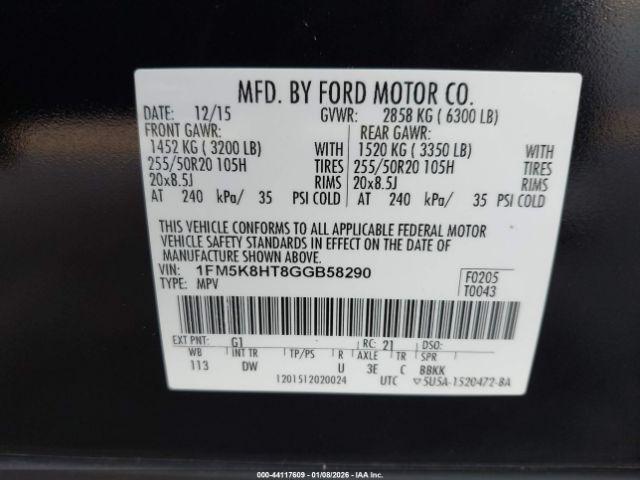 MFD. BY FORD MOTOR CO.
DATE: 12/15 GVWR: 2858 KG ( 6300 LB)
FRONT GAWR: REAR GAWR:
1452 KG ( 3200 LB) 1520 KG ( 3350 LB)
255/50R20 105H TIRES 255/50R20 105H TIRES
20x8.5J RIMS 20x8.5J RIMS
AT 240 kPa/ 35 PSI COLD AT 240 kPa/ 35 PSI COLD
THIS VEHICLE CONFORMS TO ALL APPLICABLE FEDERAL MOTOR
VEHICLE SAFETY STANDARDS IN EFFECT ON THE DATE OF
MANUFACTURE SHOWN ABOVE.
VIN: 1FM5K8HT8GGB58290 F0205
TYPE: MPV T0043
EXT PNT: G1 RC: 21 DSO:
WB INT TR TP/PS R AXLE TR SPR
113 DW U 3E C BBKK
1201512020024 UTC ▽5U5A-1520472-BA
000-44117609 - 01/08/2026 - IAA Inc.